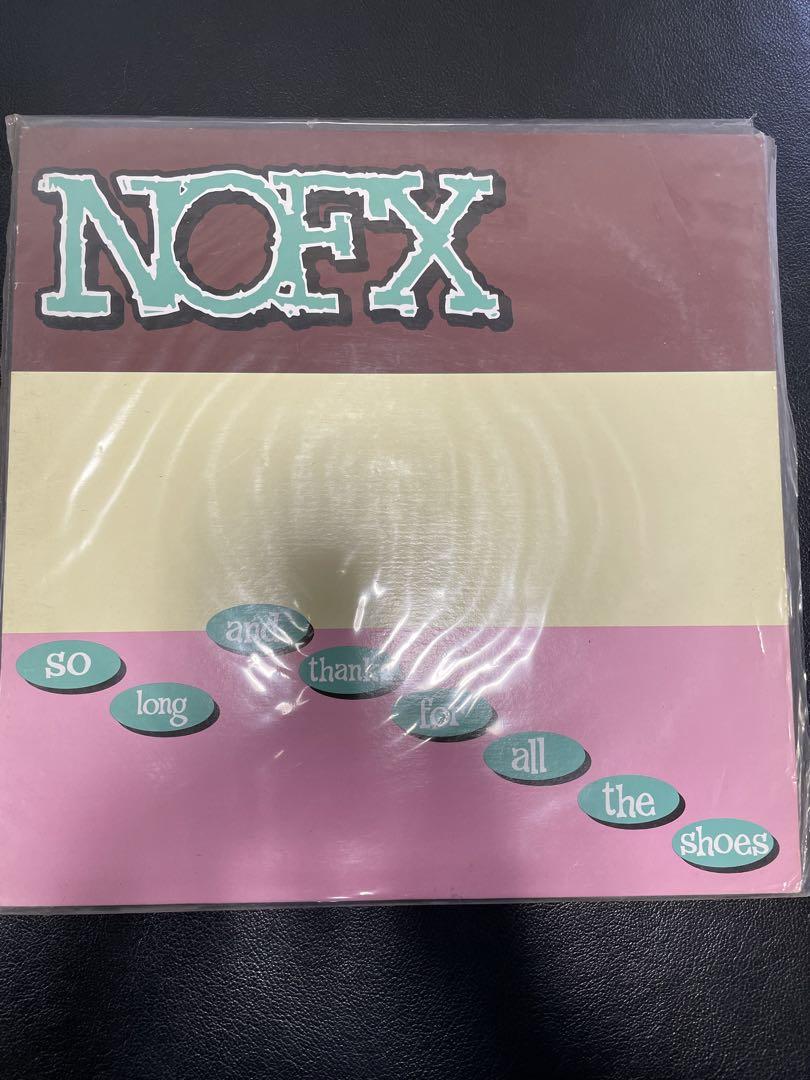 NOFX
so
long
and
thanks
for
all
the
shoes